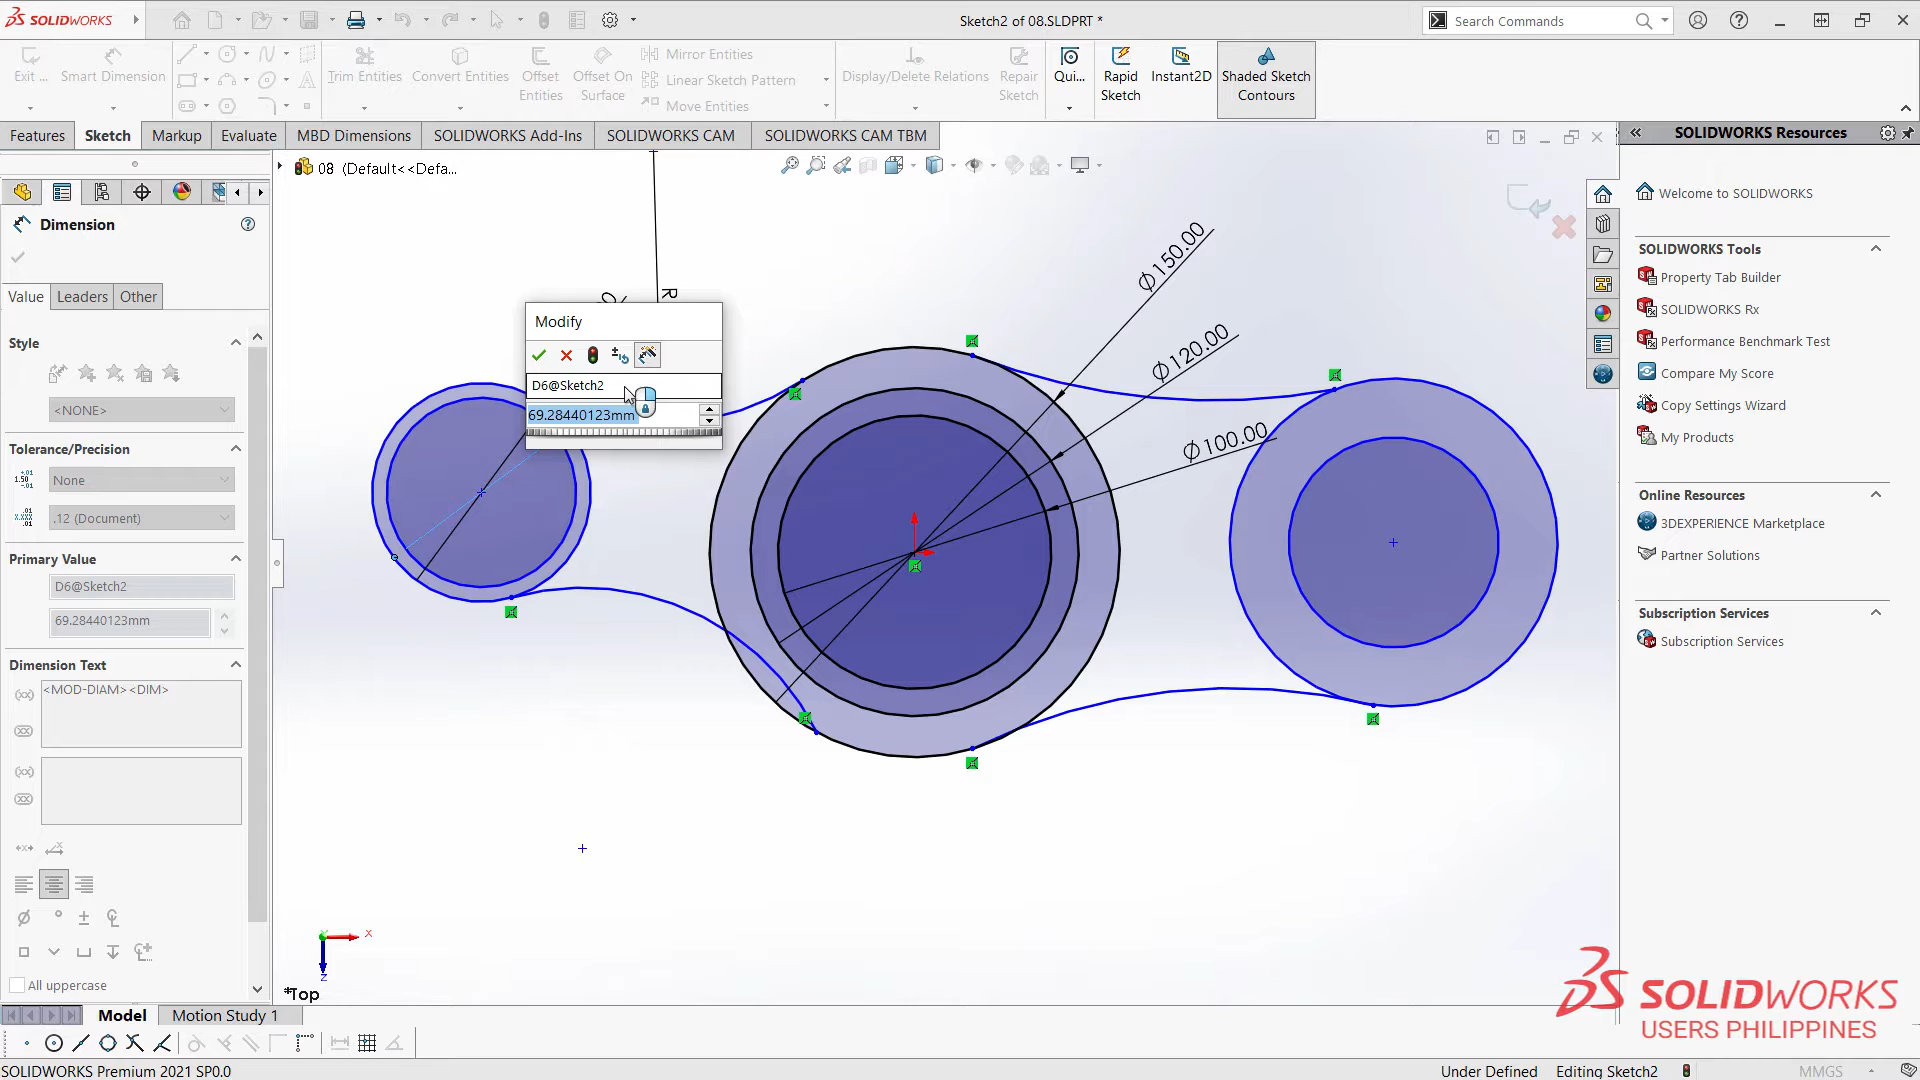 SOLIDWORKS
Sketch2 of 08.SLDPRT *
Search Commands
Exit ...
Smart Dimension
Trim Entities
Convert Entities
Offset
Entities
Offset On
Surface
Mirror Entities
Linear Sketch Pattern
Move Entities
Display/Delete Relations
Repair
Sketch
Qui...
Rapid
Sketch
Instant2D
Shaded Sketch
Contours
Features
Sketch
Markup
Evaluate
MBD Dimensions
SOLIDWORKS Add-Ins
SOLIDWORKS CAM
SOLIDWORKS CAM TBM
08 (Default<<Defa...
Dimension
Value
Leaders
Other
Style
<NONE>
Tolerance/Precision
None
.12 (Document)
Primary Value
D6@Sketch2
69.28440123mm
Dimension Text
<MOD-DIAM><DIM>
All uppercase
Modify
D6@Sketch2
69.28440123mm
R
Ø150.00
Ø120.00
Ø100.00
x
z
*Top
SOLIDWORKS Resources
Welcome to SOLIDWORKS
SOLIDWORKS Tools
Property Tab Builder
SOLIDWORKS Rx
Performance Benchmark Test
Compare My Score
Copy Settings Wizard
My Products
Online Resources
3DEXPERIENCE Marketplace
Partner Solutions
Subscription Services
Subscription Services
SOLIDWORKS
USERS PHILIPPINES
Model
Motion Study 1
SOLIDWORKS Premium 2021 SP0.0
Under Defined
Editing Sketch2
MMGS